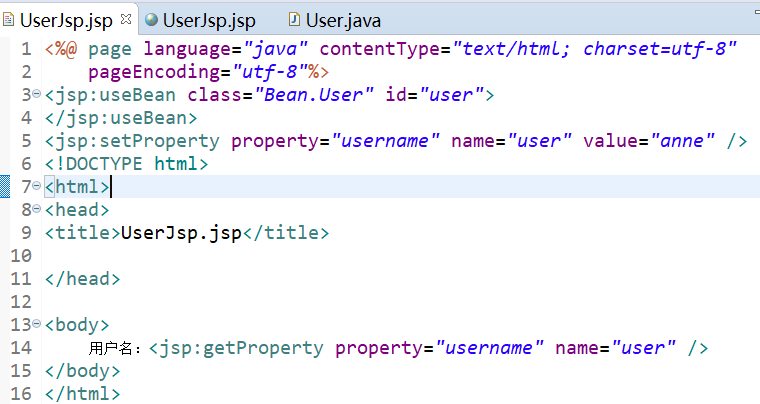 UserJsp.jsp UserJsp.jsp User.java
1 <%@ page language="java" contentType="text/html; charset=utf-8"
2     pageEncoding="utf-8"%>
3 <jsp:useBean class="Bean.User" id="user">
4 </jsp:useBean>
5 <jsp:setProperty property="username" name="user" value="anne" />
6 <!DOCTYPE html>
7 <html>
8 <head>
9 <title>UserJsp.jsp</title>
10
11 </head>
12
13 <body>
14     用户名：<jsp:getProperty property="username" name="user" />
15 </body>
16 </html>